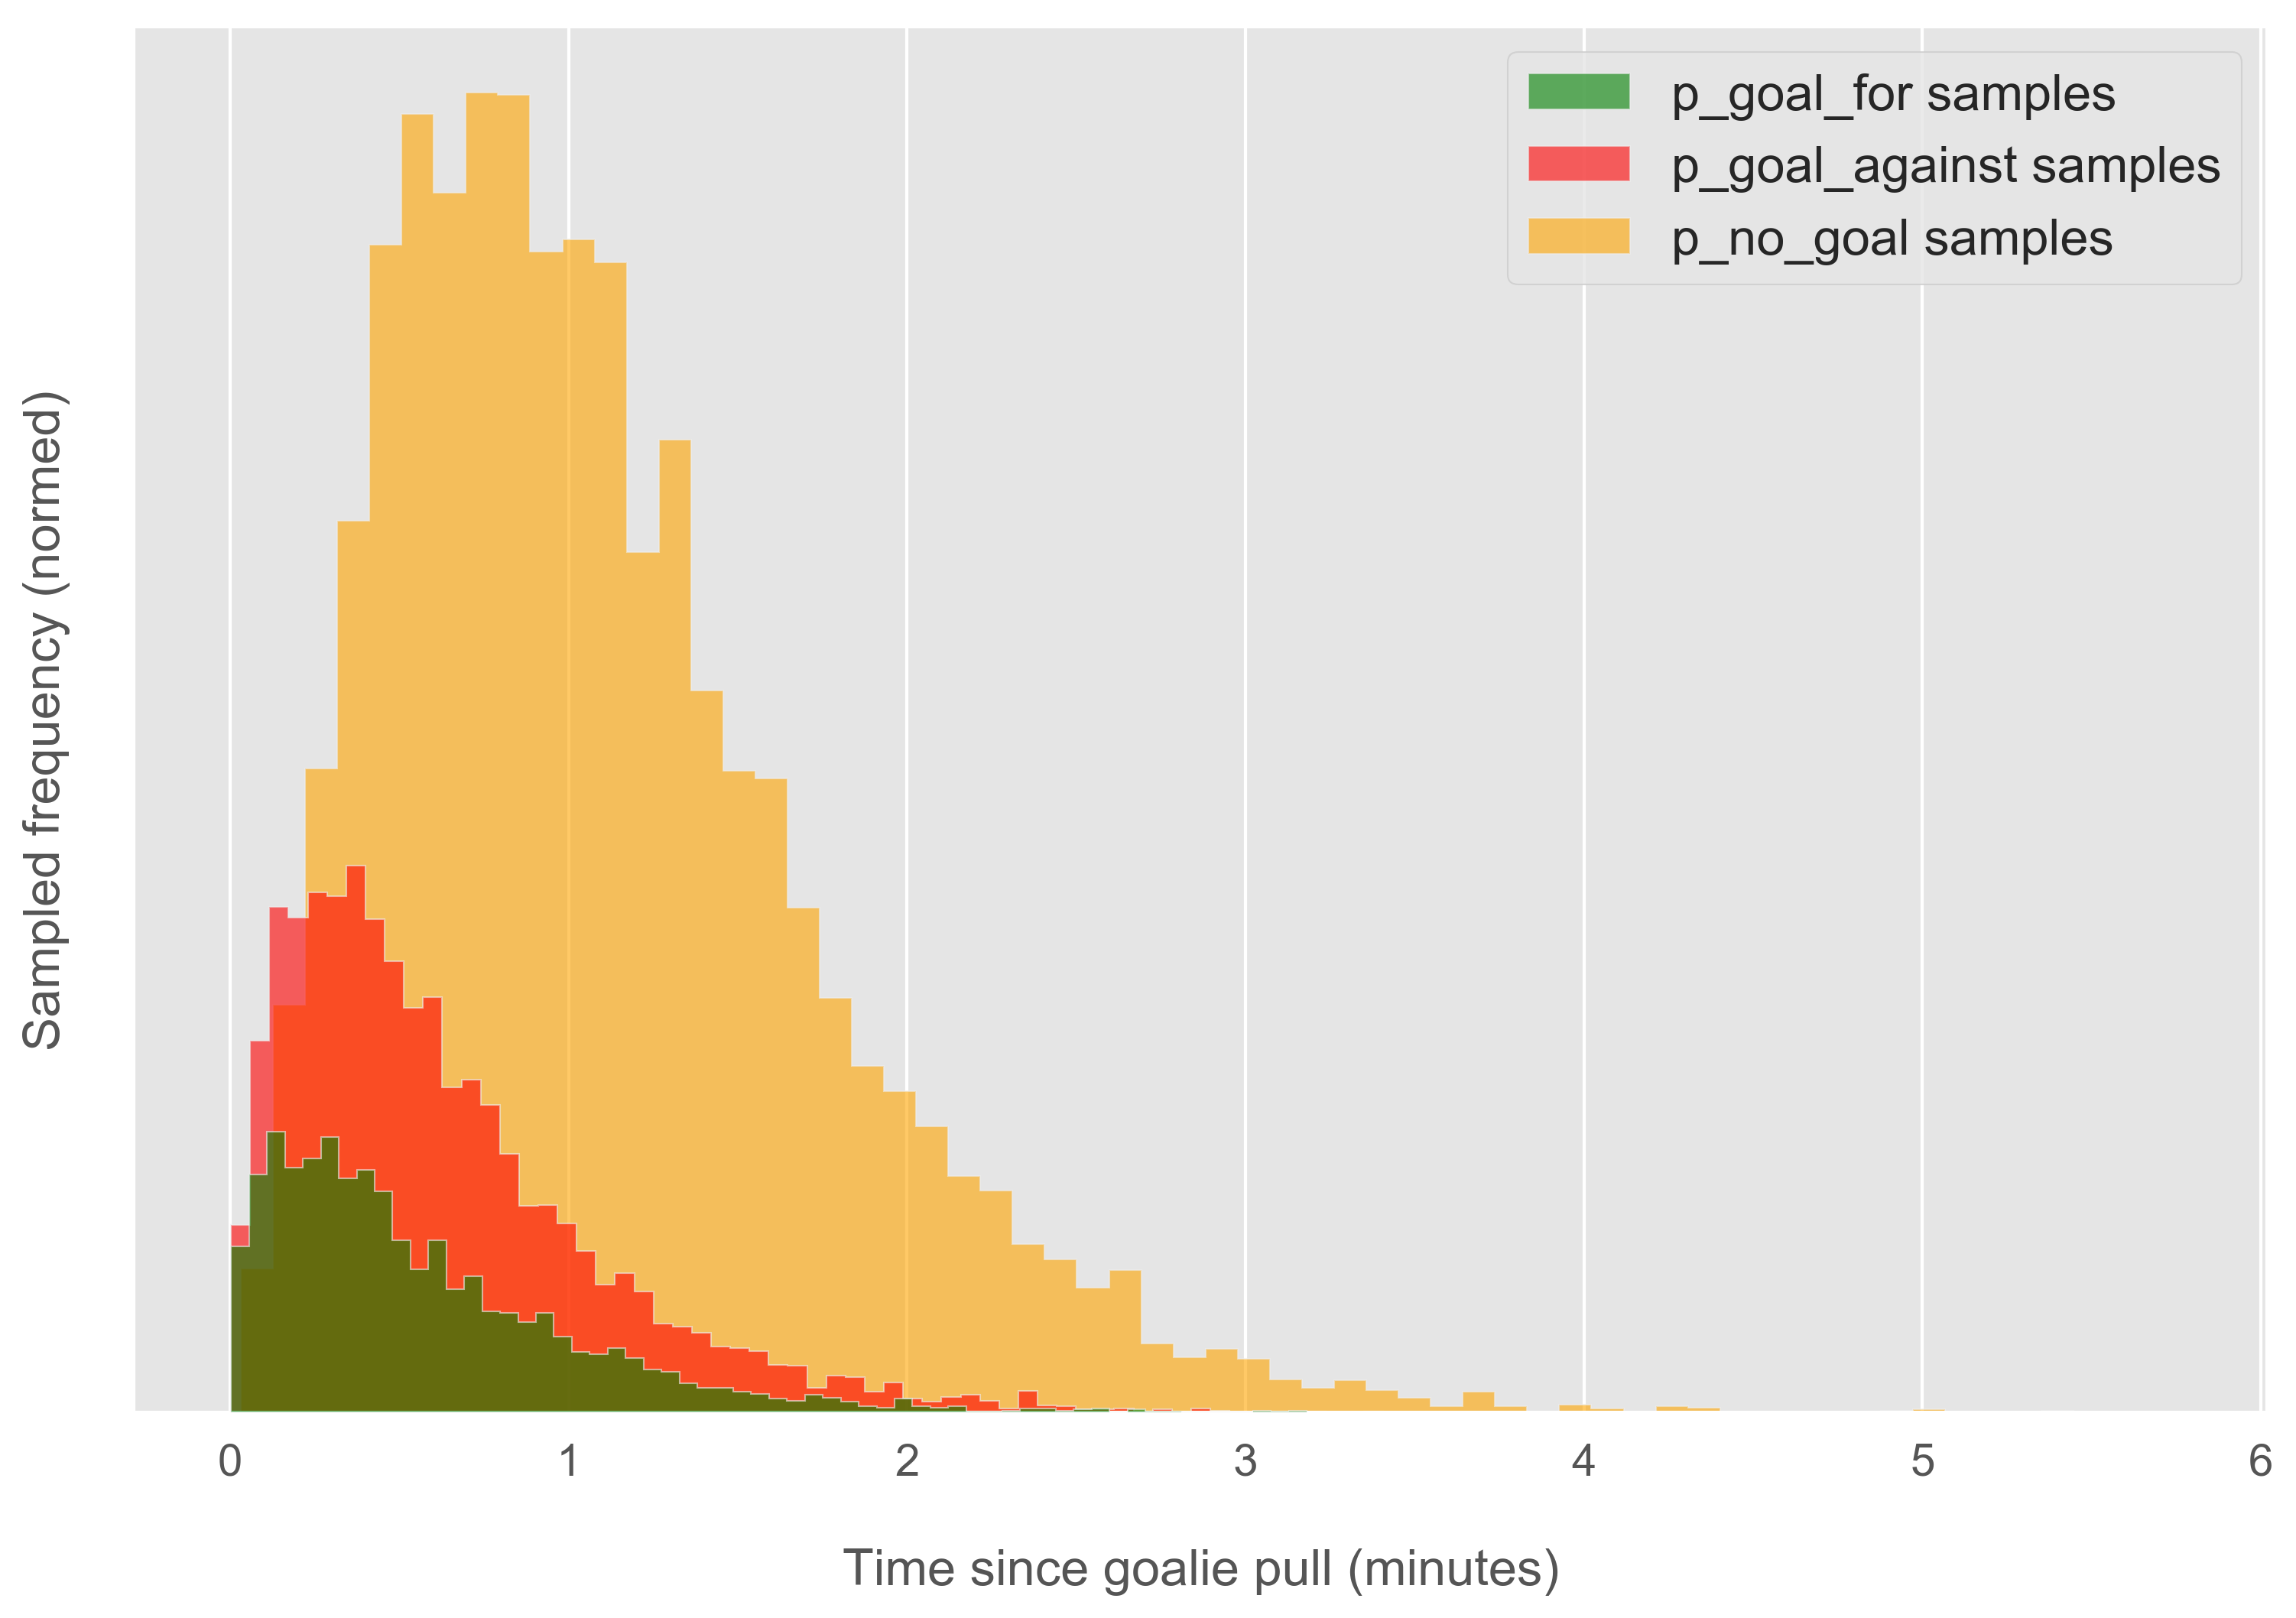 p_goal_for samples
p_goal_against samples
p_no_goal samples
Sampled frequency (normed)
0 1 2 3 4 5 6
Time since goalie pull (minutes)